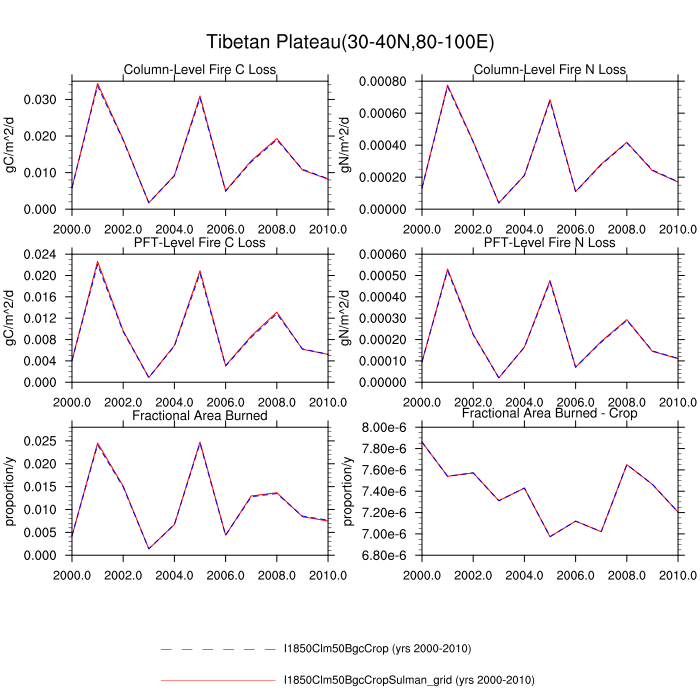 Tibetan Plateau(30-40N,80-100E)
Column-Level Fire C Loss
gC/m^2/d
0.030
0.020
0.010
0.000
2000.0 2002.0 2004.0 2006.0 2008.0 2010.0
Column-Level Fire N Loss
gN/m^2/d
0.00080
0.00060
0.00040
0.00020
0.00000
2000.0 2002.0 2004.0 2006.0 2008.0 2010.0
PFT-Level Fire C Loss
gC/m^2/d
0.024
0.020
0.016
0.012
0.008
0.004
0.000
2000.0 2002.0 2004.0 2006.0 2008.0 2010.0
PFT-Level Fire N Loss
gN/m^2/d
0.00060
0.00050
0.00040
0.00030
0.00020
0.00010
0.00000
2000.0 2002.0 2004.0 2006.0 2008.0 2010.0
Fractional Area Burned
proportion/y
0.025
0.020
0.015
0.010
0.005
0.000
2000.0 2002.0 2004.0 2006.0 2008.0 2010.0
Fractional Area Burned - Crop
proportion/y
8.00e-6
7.80e-6
7.60e-6
7.40e-6
7.20e-6
7.00e-6
6.80e-6
2000.0 2002.0 2004.0 2006.0 2008.0 2010.0
I1850Clm50BgcCrop (yrs 2000-2010)
I1850Clm50BgcCropSulman_grid (yrs 2000-2010)